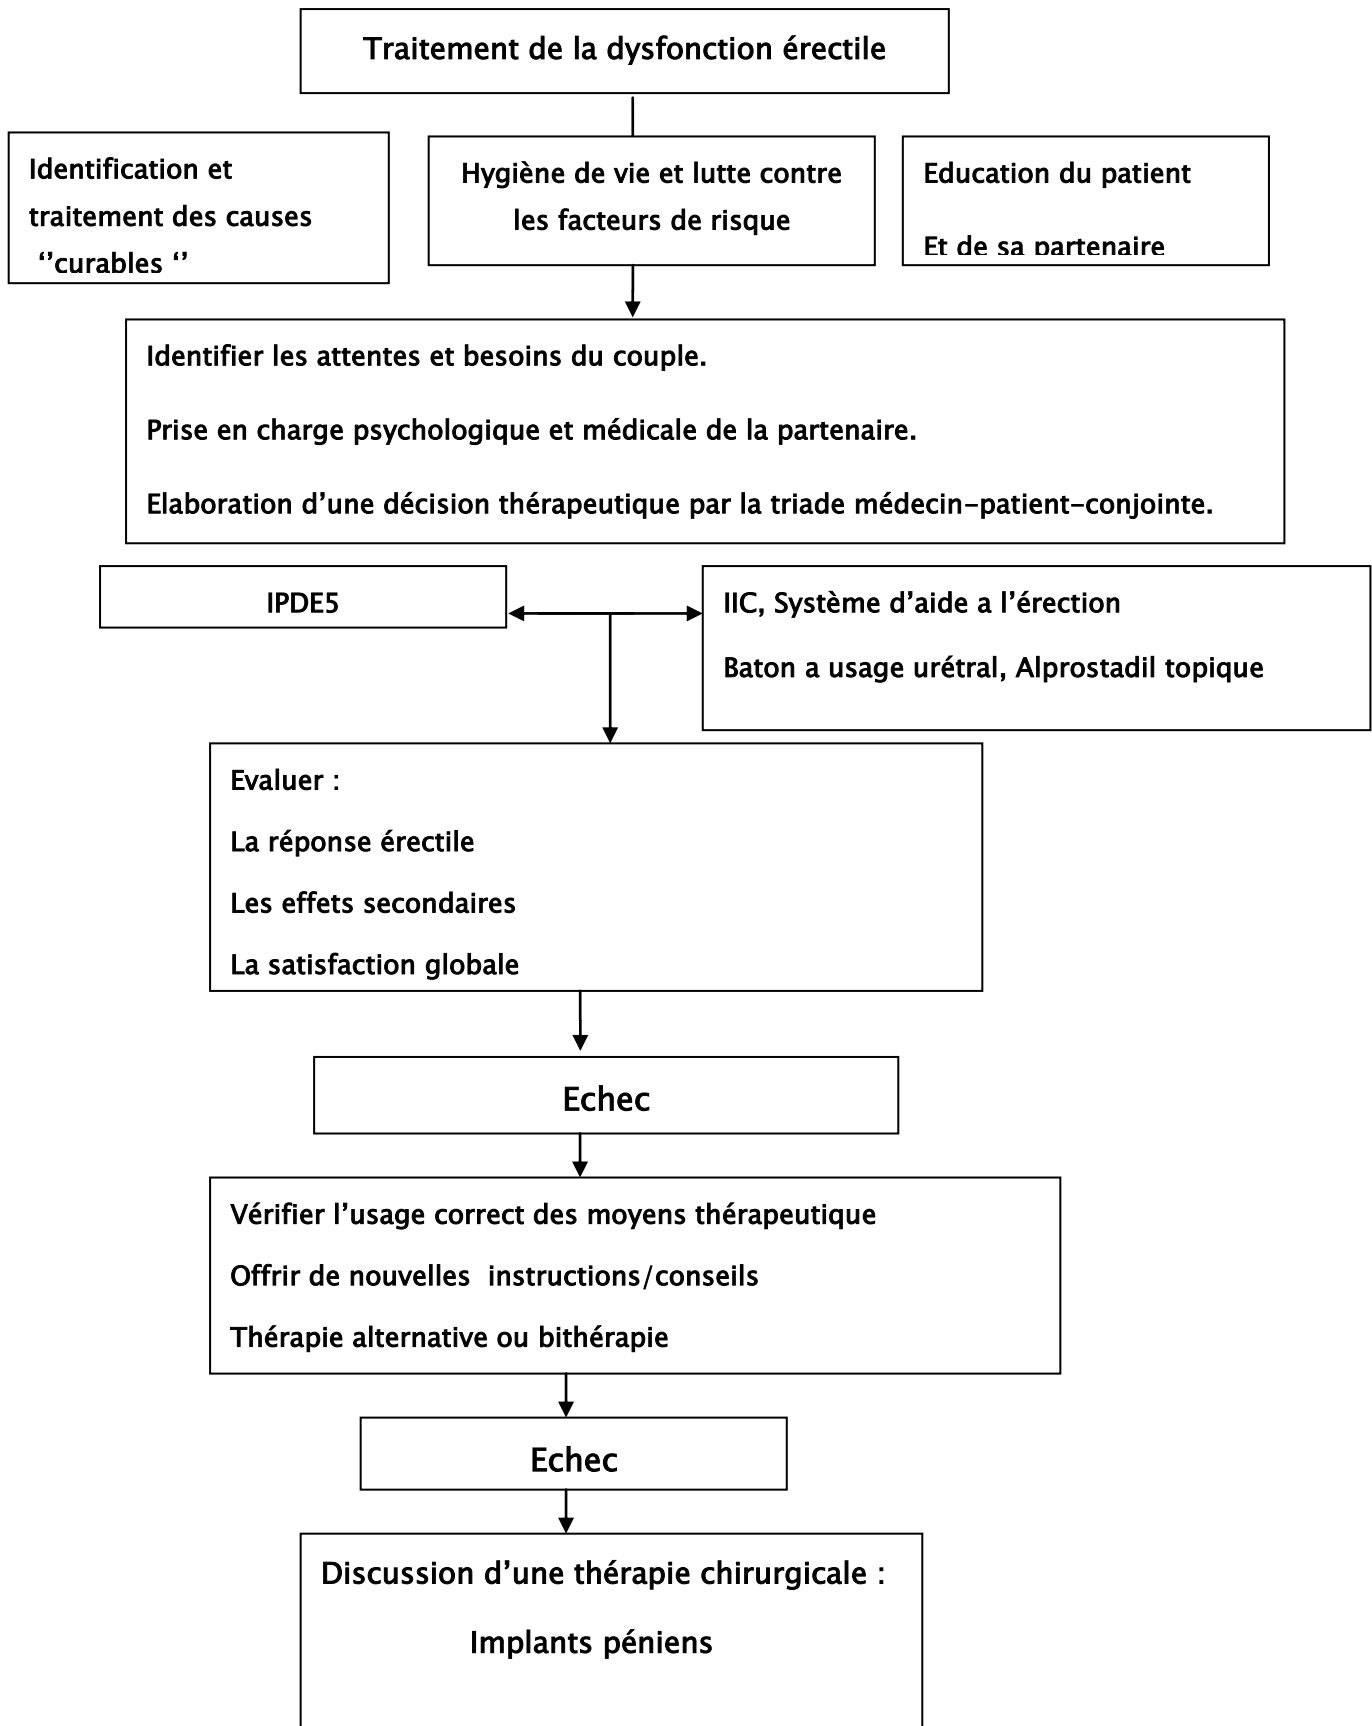 Traitement de la dysfonction érectile
Identification et
traitement des causes
‘’curables ‘’
Hygiène de vie et lutte contre
les facteurs de risque
Education du patient
Et de sa partenaire
Identifier les attentes et besoins du couple.
Prise en charge psychologique et médicale de la partenaire.
Elaboration d’une décision thérapeutique par la triade médecin-patient-conjointe.
IPDE5
IIC, Système d’aide a l’érection
Baton a usage urétral, Alprostadil topique
Evaluer :
La réponse érectile
Les effets secondaires
La satisfaction globale
Echec
Vérifier l’usage correct des moyens thérapeutique
Offrir de nouvelles  instructions/conseils
Thérapie alternative ou bithérapie
Echec
Discussion d’une thérapie chirurgicale :
Implants péniens